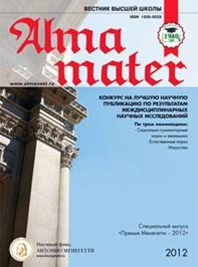 ВЕСТНИК ВЫСШЕЙ ШКОЛЫ
ISSN 1026-955X
Alma
mater
1940
www.almavest.ru
КОНКУРС НА ЛУЧШУЮ НАУЧНУЮ
ПУБЛИКАЦИЮ ПО РЕЗУЛЬТАТАМ
МЕЖДИСЦИПЛИНАРНЫХ
НАУЧНЫХ ИССЛЕДОВАНИЙ
По трем номинациям:
- Социально-гуманитарные
науки и экономика
- Естественные науки
- Искусство
Специальный выпуск
«Премия Менегетти – 2012»
Научный фонд
АНТОНИО МЕНЕГЕТТИ
2012